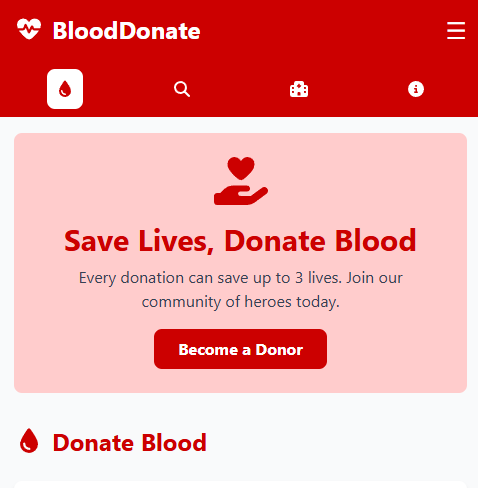 BloodDonate
Save Lives, Donate Blood
Every donation can save up to 3 lives. Join our
community of heroes today.
Become a Donor
Donate Blood